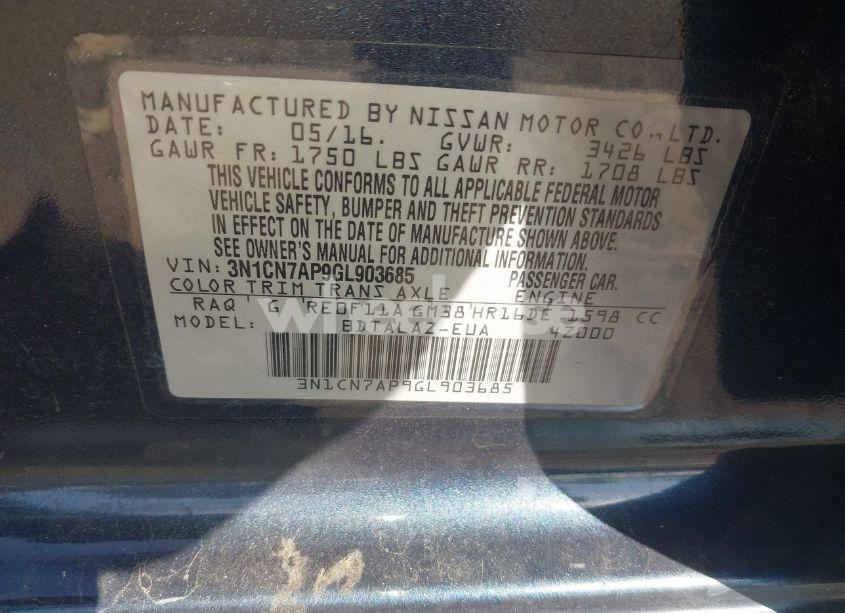 MANUFACTURED BY NISSAN MOTOR CO., LTD.
DATE: 05/16. GVWR: 3426 LBS
GAWR FR: 1750 LBS GAWR RR: 1708 LBS
THIS VEHICLE CONFORMS TO ALL APPLICABLE FEDERAL MOTOR
VEHICLE SAFETY, BUMPER AND THEFT PREVENTION STANDARDS
IN EFFECT ON THE DATE OF MANUFACTURE SHOWN ABOVE.
SEE OWNER'S MANUAL FOR ADDITIONAL INFORMATION.
VIN: 3N1CN7AP9GL903685 PASSENGER CAR.
COLOR TRIM TRANS AXLE ENGINE
RAQ G RE0F11A GM38 HR16DE 1598 CC
MODEL: BDTALAZ-EUA 42000
3N1CN7AP9GL903685